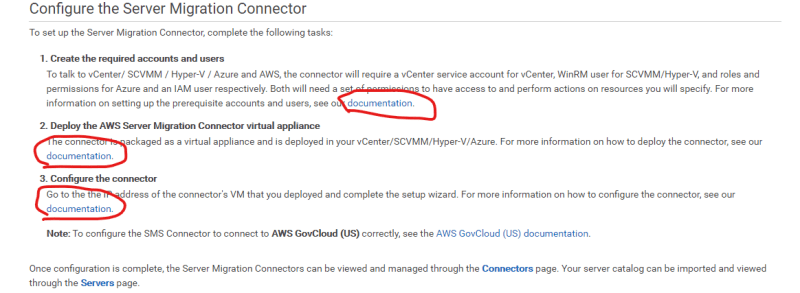 Configure the Server Migration Connector
To set up the Server Migration Connector, complete the following tasks:
1. Create the required accounts and users
To talk to vCenter/ SCVMM / Hyper-V / Azure and AWS, the connector will require a vCenter service account for vCenter, WinRM user for SCVMM/Hyper-V, and roles and
permissions for Azure and an IAM user respectively. Both will need a set of permissions to have access to and perform actions on resources you will specify. For more
information on setting up the prerequisite accounts and users, see our documentation.
2. Deploy the AWS Server Migration Connector virtual appliance
The connector is packaged as a virtual appliance and is deployed in your vCenter/SCVMM/Hyper-V/Azure. For more information on how to deploy the connector, see our
documentation.
3. Configure the connector
Go to the the IP address of the connector's VM that you deployed and complete the setup wizard. For more information on how to configure the connector, see our
documentation.
Note: To configure the SMS Connector to connect to AWS GovCloud (US) correctly, see the AWS GovCloud (US) documentation.
Once configuration is complete, the Server Migration Connectors can be viewed and managed through the Connectors page. Your server catalog can be imported and viewed
through the Servers page.